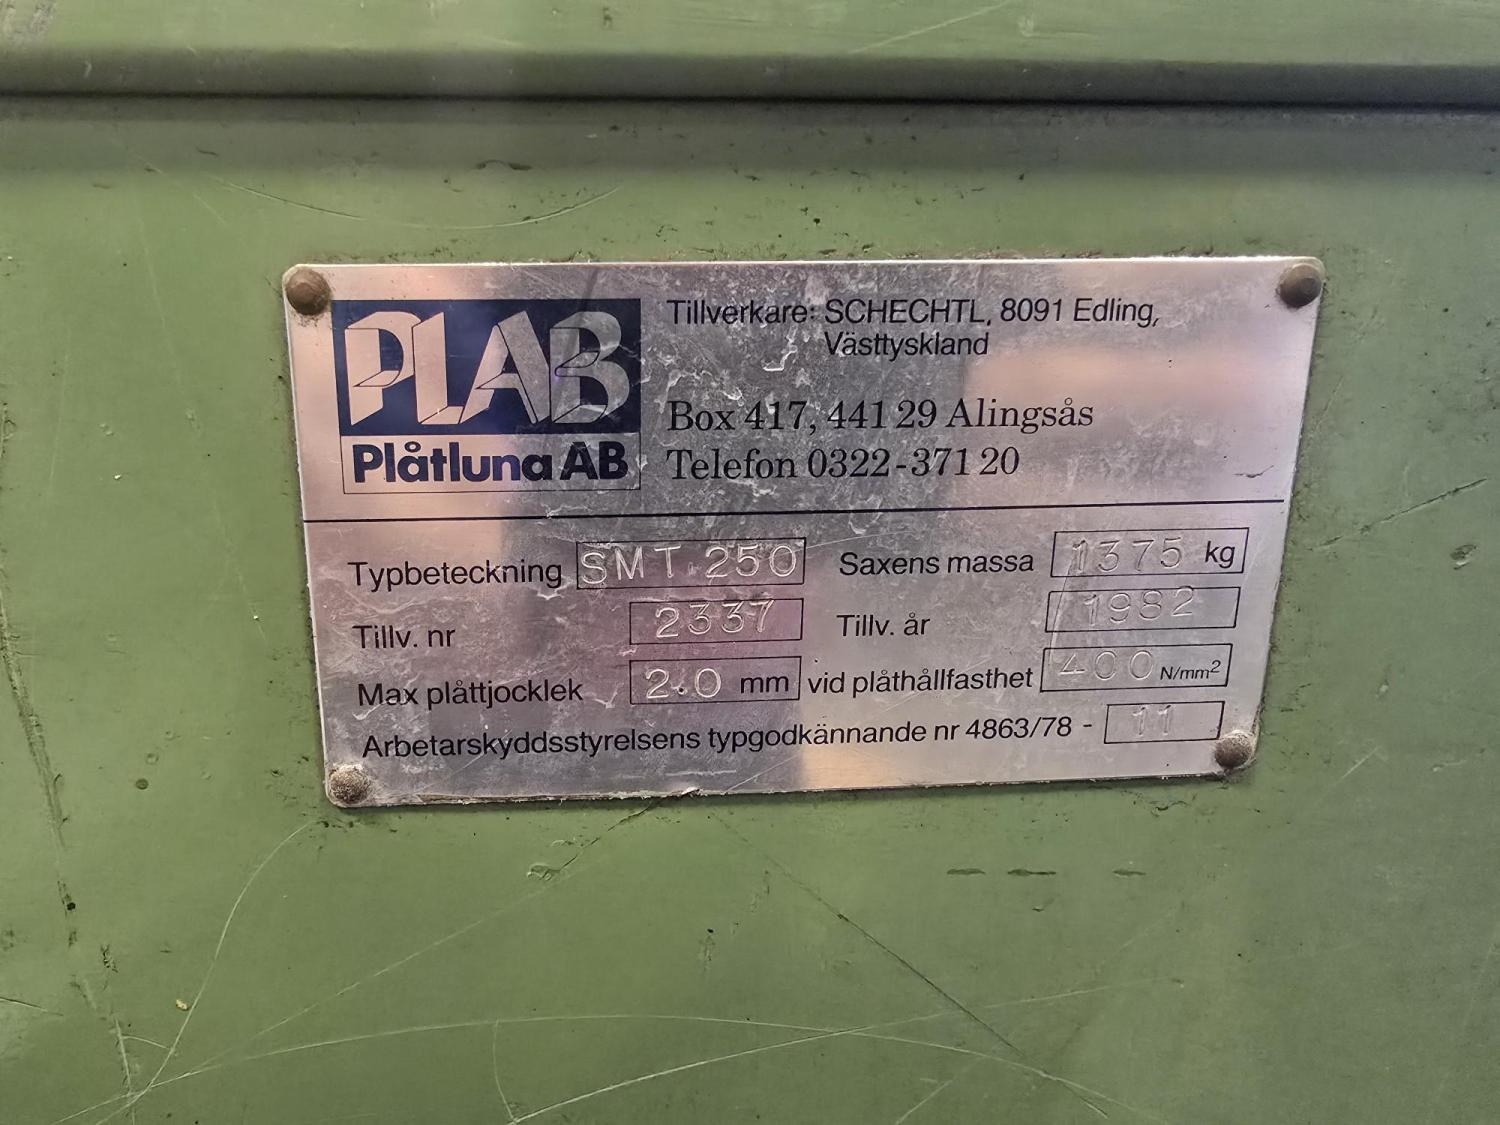 PLAB
Plåtluna AB
Tillverkare: SCHECHTL, 8091 Edling,
Västtyskland
Box 417, 441 29 Alingsås
Telefon 0322-371 20
Typbeteckning SMT 250 Saxens massa 1375 kg
Tillv. nr 2337 Tillv. år 1982
Max plåttjocklek 2.0 mm vid plåthållfasthet 400 N/mm²
Arbetarskyddsstyrelsens typgodkännande nr 4863/78 - 11